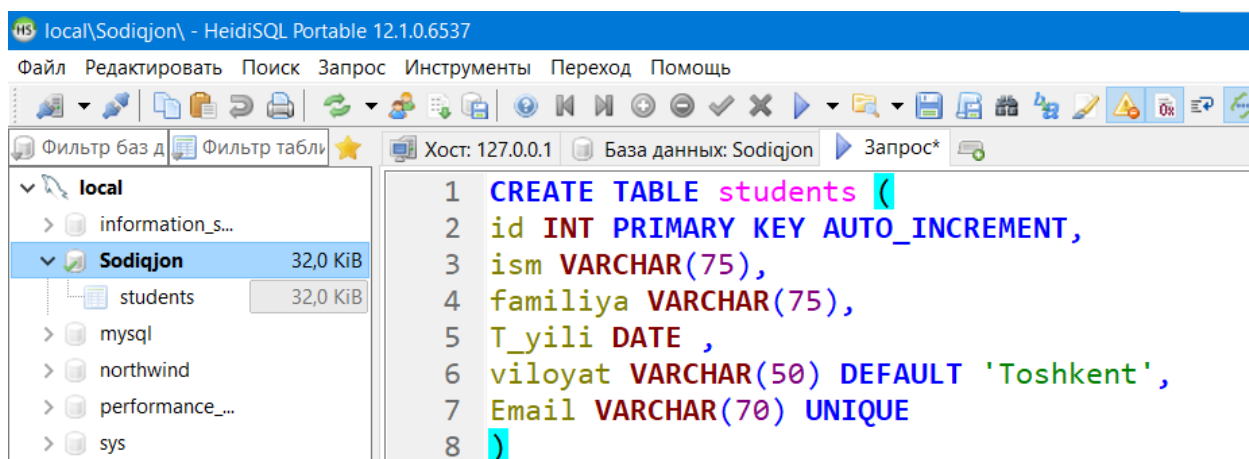 local\Sodiqjon\ - HeidiSQL Portable 12.1.0.6537
Файл Редактировать Поиск Запрос Инструменты Переход Помощь
Фильтр баз д Фильтр табли
Хост: 127.0.0.1 База данных: Sodiqjon Запрос*
local
information_s...
Sodiqjon 32,0 KiB
students 32,0 KiB
mysql
northwind
performance_...
sys
1 CREATE TABLE students (
2 id INT PRIMARY KEY AUTO_INCREMENT,
3 ism VARCHAR(75),
4 familiya VARCHAR(75),
5 T_yili DATE ,
6 viloyat VARCHAR(50) DEFAULT 'Toshkent',
7 Email VARCHAR(70) UNIQUE
8 )